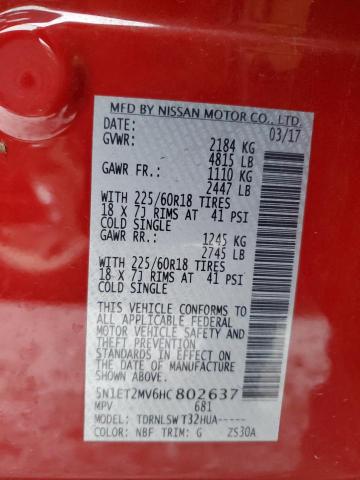 MFD BY NISSAN MOTOR CO., LTD.
DATE: 03/17
GVWR: 2184 KG
4815 LB
GAWR FR.: 1110 KG
2447 LB
WITH 225/60R18 TIRES
18 X 7J RIMS AT 41 PSI
COLD SINGLE
GAWR RR.: 1245 KG
2745 LB
WITH 225/60R18 TIRES
18 X 7J RIMS AT 41 PSI
COLD SINGLE
THIS VEHICLE CONFORMS TO
ALL APPLICABLE FEDERAL
MOTOR VEHICLE SAFETY BUMPER
AND THEFT PREVENTION
STANDARDS IN EFFECT ON
THE DATE OF MANUFACTURE
SHOWN ABOVE.
5N1ET2MV6HC802637
MPV 681
MODEL: TDRNLSWT32HUA-----
COLOR: NBF TRIM: G ZS30A